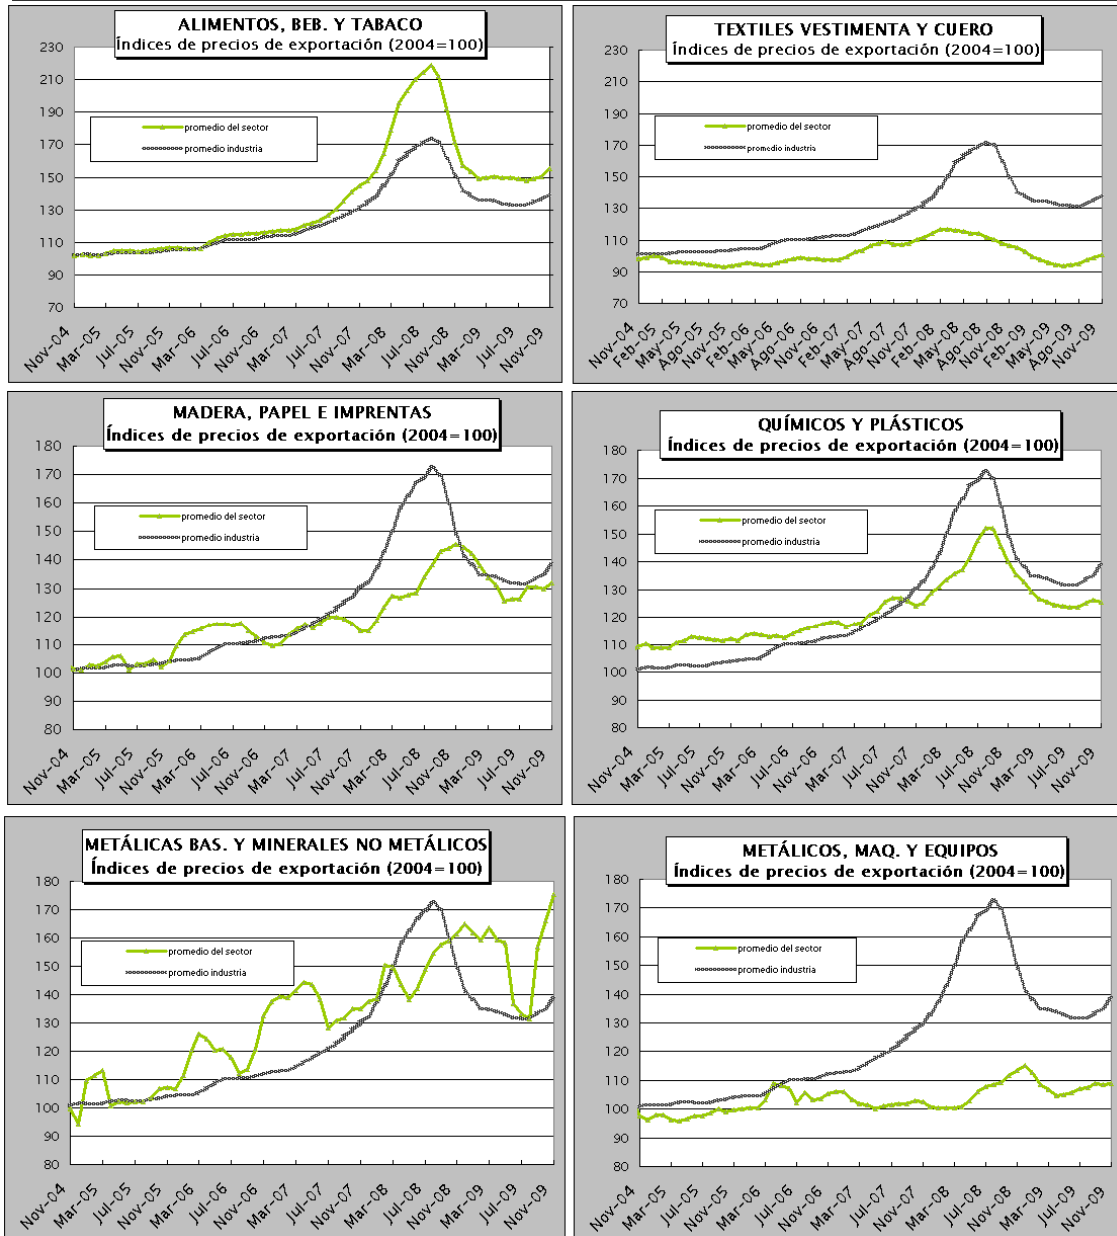 ALIMENTOS, BEB. Y TABACO
Índices de precios de exportación (2004=100)
230
210
190
170
150
130
110
90
70
promedio del sector
promedio industria
Nov-04
Mar-05
Jul-05
Nov-05
Mar-06
Jul-06
Nov-06
Mar-07
Jul-07
Nov-07
Mar-08
Jul-08
Nov-08
Mar-09
Jul-09
Nov-09
TEXTILES VESTIMENTA Y CUERO
Índices de precios de exportación (2004=100)
230
210
190
170
150
130
110
90
70
promedio del sector
promedio industria
Nov-04
Feb-05
May-05
Ago-05
Nov-05
Feb-06
May-06
Ago-06
Nov-06
Feb-07
May-07
Ago-07
Nov-07
Feb-08
May-08
Ago-08
Nov-08
Feb-09
May-09
Ago-09
Nov-09
MADERA, PAPEL E IMPRENTAS
Índices de precios de exportación (2004=100)
180
170
160
150
140
130
120
110
100
90
80
promedio del sector
promedio industria
Nov-04
Mar-05
Jul-05
Nov-05
Mar-06
Jul-06
Nov-06
Mar-07
Jul-07
Nov-07
Mar-08
Jul-08
Nov-08
Mar-09
Jul-09
Nov-09
QUÍMICOS Y PLÁSTICOS
Índices de precios de exportación (2004=100)
180
170
160
150
140
130
120
110
100
90
80
promedio del sector
promedio industria
Nov-04
Mar-05
Jul-05
Nov-05
Mar-06
Jul-06
Nov-06
Mar-07
Jul-07
Nov-07
Mar-08
Jul-08
Nov-08
Mar-09
Jul-09
Nov-09
METÁLICAS BAS. Y MINERALES NO METÁLICOS
Índices de precios de exportación (2004=100)
180
170
160
150
140
130
120
110
100
90
80
promedio del sector
promedio industria
Nov-04
Mar-05
Jul-05
Nov-05
Mar-06
Jul-06
Nov-06
Mar-07
Jul-07
Nov-07
Mar-08
Jul-08
Nov-08
Mar-09
Jul-09
Nov-09
METÁLICOS, MAQ. Y EQUIPOS
Índices de precios de exportación (2004=100)
180
170
160
150
140
130
120
110
100
90
80
promedio del sector
promedio industria
Nov-04
Mar-05
Jul-05
Nov-05
Mar-06
Jul-06
Nov-06
Mar-07
Jul-07
Nov-07
Mar-08
Jul-08
Nov-08
Mar-09
Jul-09
Nov-09